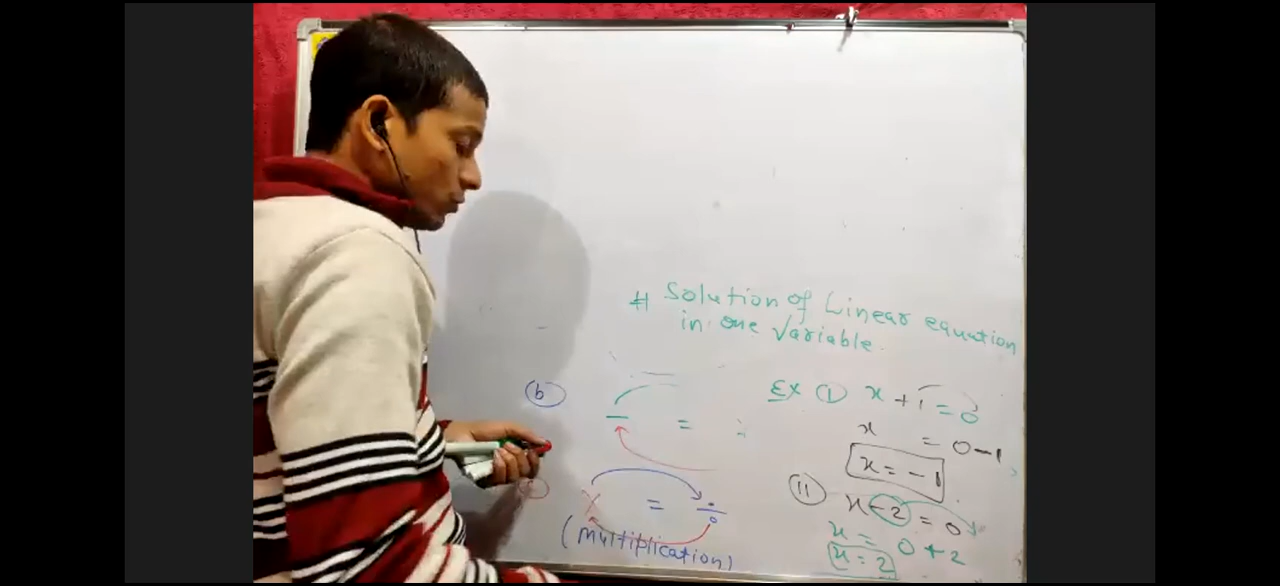 # Solution of Linear equation
in one Variable.
(b)
=
× = ÷
(Multiplication)
Ex (I) x + 1 = 0
x = 0 - 1
x = - 1
(II) x - 2 = 0
x = 0 + 2
x = 2